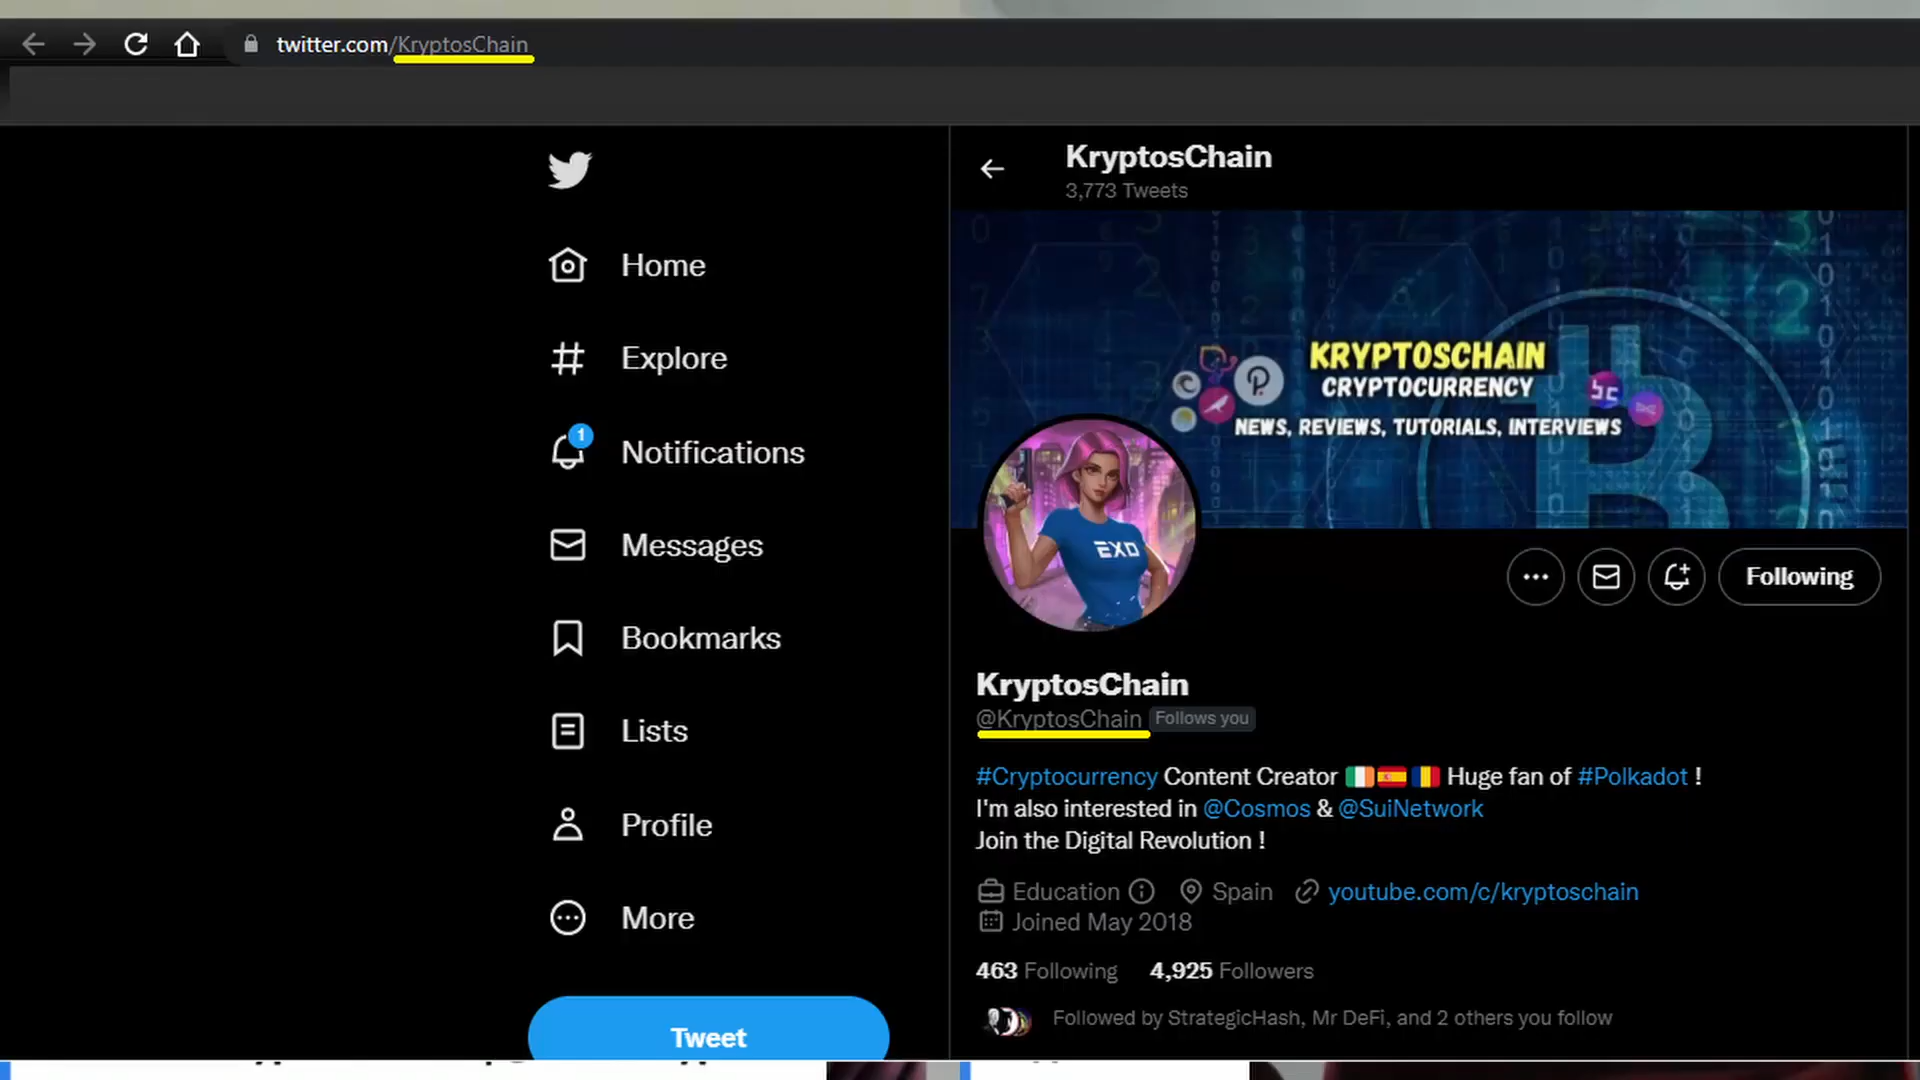 twitter.com/KryptosChain
KryptosChain
3,773 Tweets
Home
Explore
1
Notifications
Messages
Bookmarks
Lists
Profile
More
Tweet
KRYPTOSCHAIN
CRYPTOCURRENCY
NEWS, REVIEWS, TUTORIALS, INTERVIEWS
EXD
Following
KryptosChain
@KryptosChain Follows you
#Cryptocurrency Content Creator 🇮🇪🇪🇸🇷🇴 Huge fan of #Polkadot !
I'm also interested in @Cosmos & @SuiNetwork
Join the Digital Revolution !
Education Spain youtube.com/c/kryptoschain
Joined May 2018
463 Following 4,925 Followers
Followed by StrategicHash, Mr DeFi, and 2 others you follow